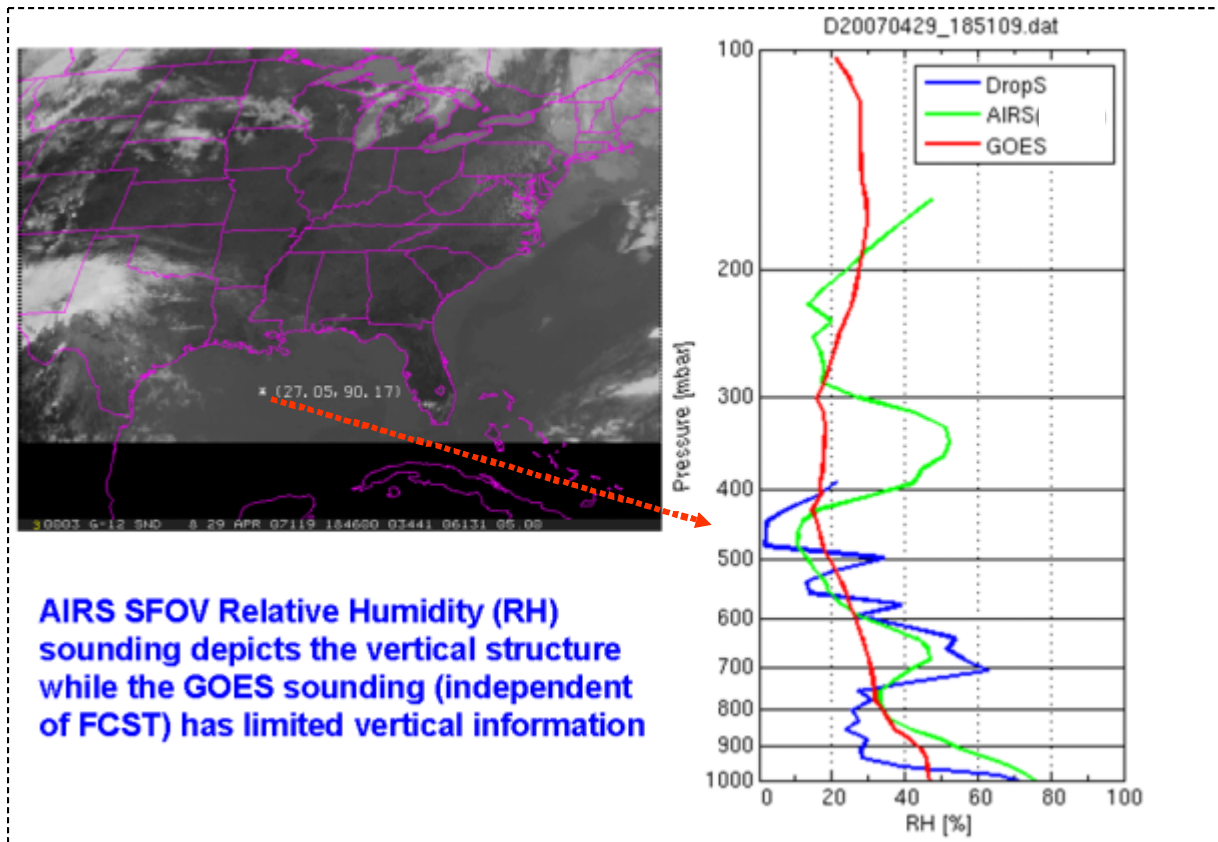 D20070429_185109.dat
(27.05,90.17)
3 0003 G-12 SND 8 29 APR 07119 184600 03441 06131 05.00
AIRS SFOV Relative Humidity (RH)
sounding depicts the vertical structure
while the GOES sounding (independent
of FCST) has limited vertical information
DropS
AIRS(
GOES
Pressure [mbar]
100
200
300
400
500
600
700
800
900
1000
0 20 40 60 80 100
RH [%]